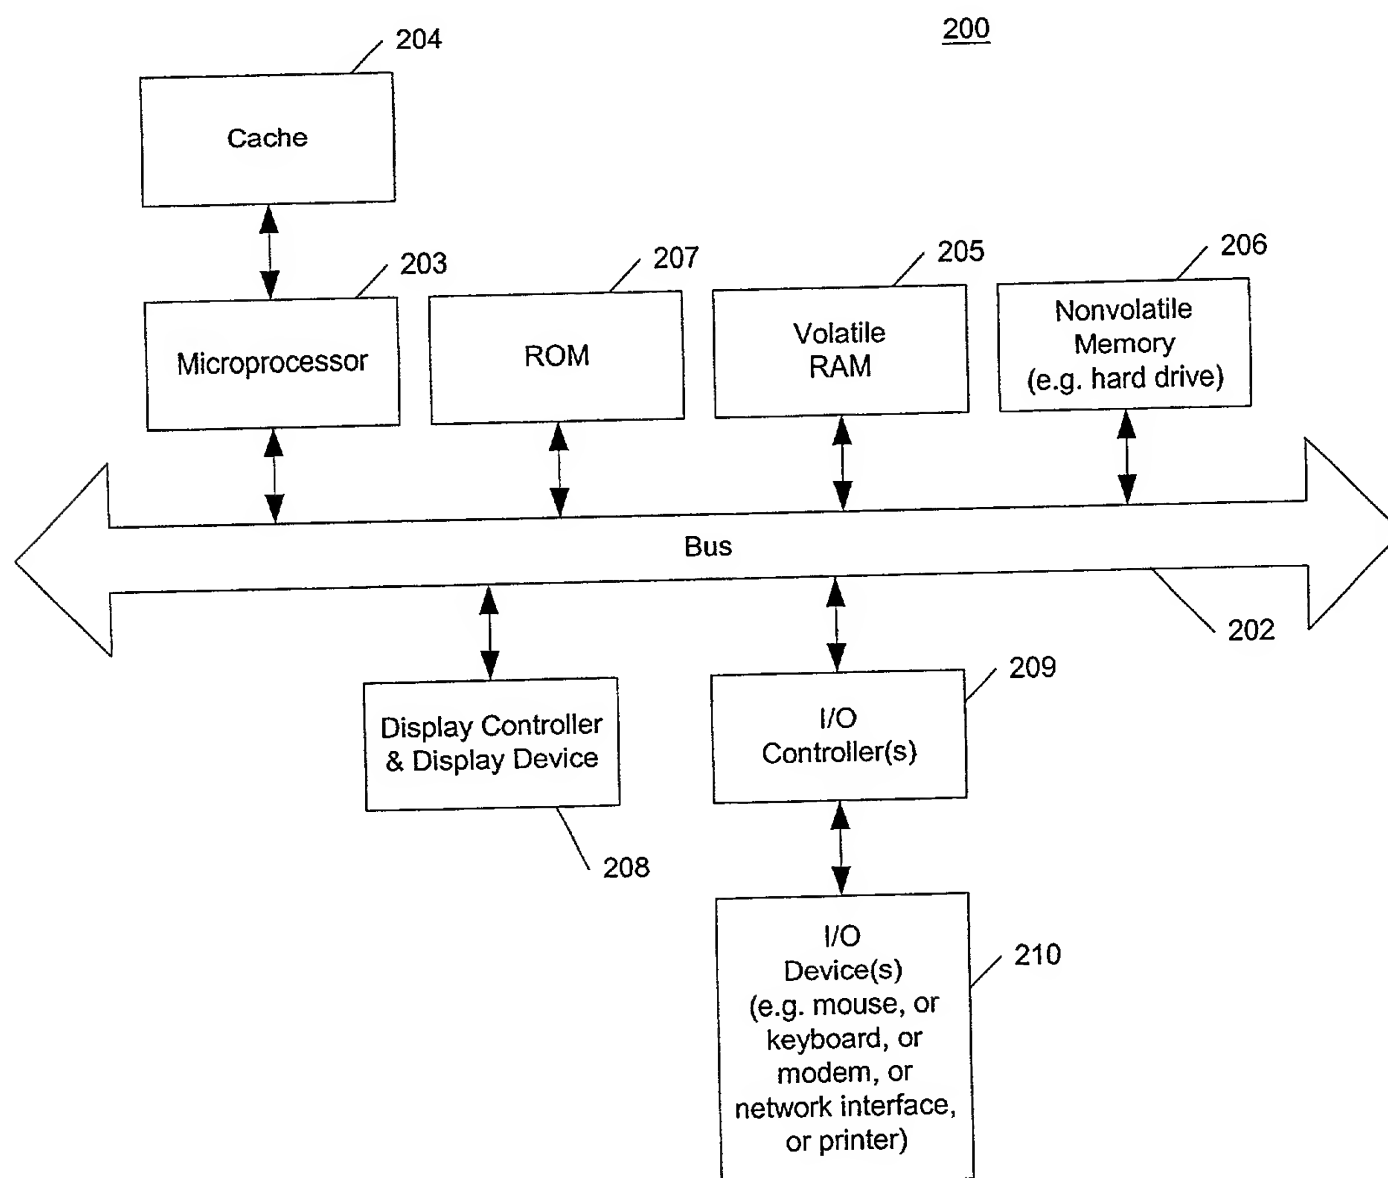 200
204
Cache
203
207
205
206
Microprocessor
ROM
Volatile
RAM
Nonvolatile
Memory
(e.g. hard drive)
Bus
202
209
Display Controller
& Display Device
I/O
Controller(s)
208
I/O
Device(s)
(e.g. mouse, or
keyboard, or
modem, or
network interface,
or printer)
210